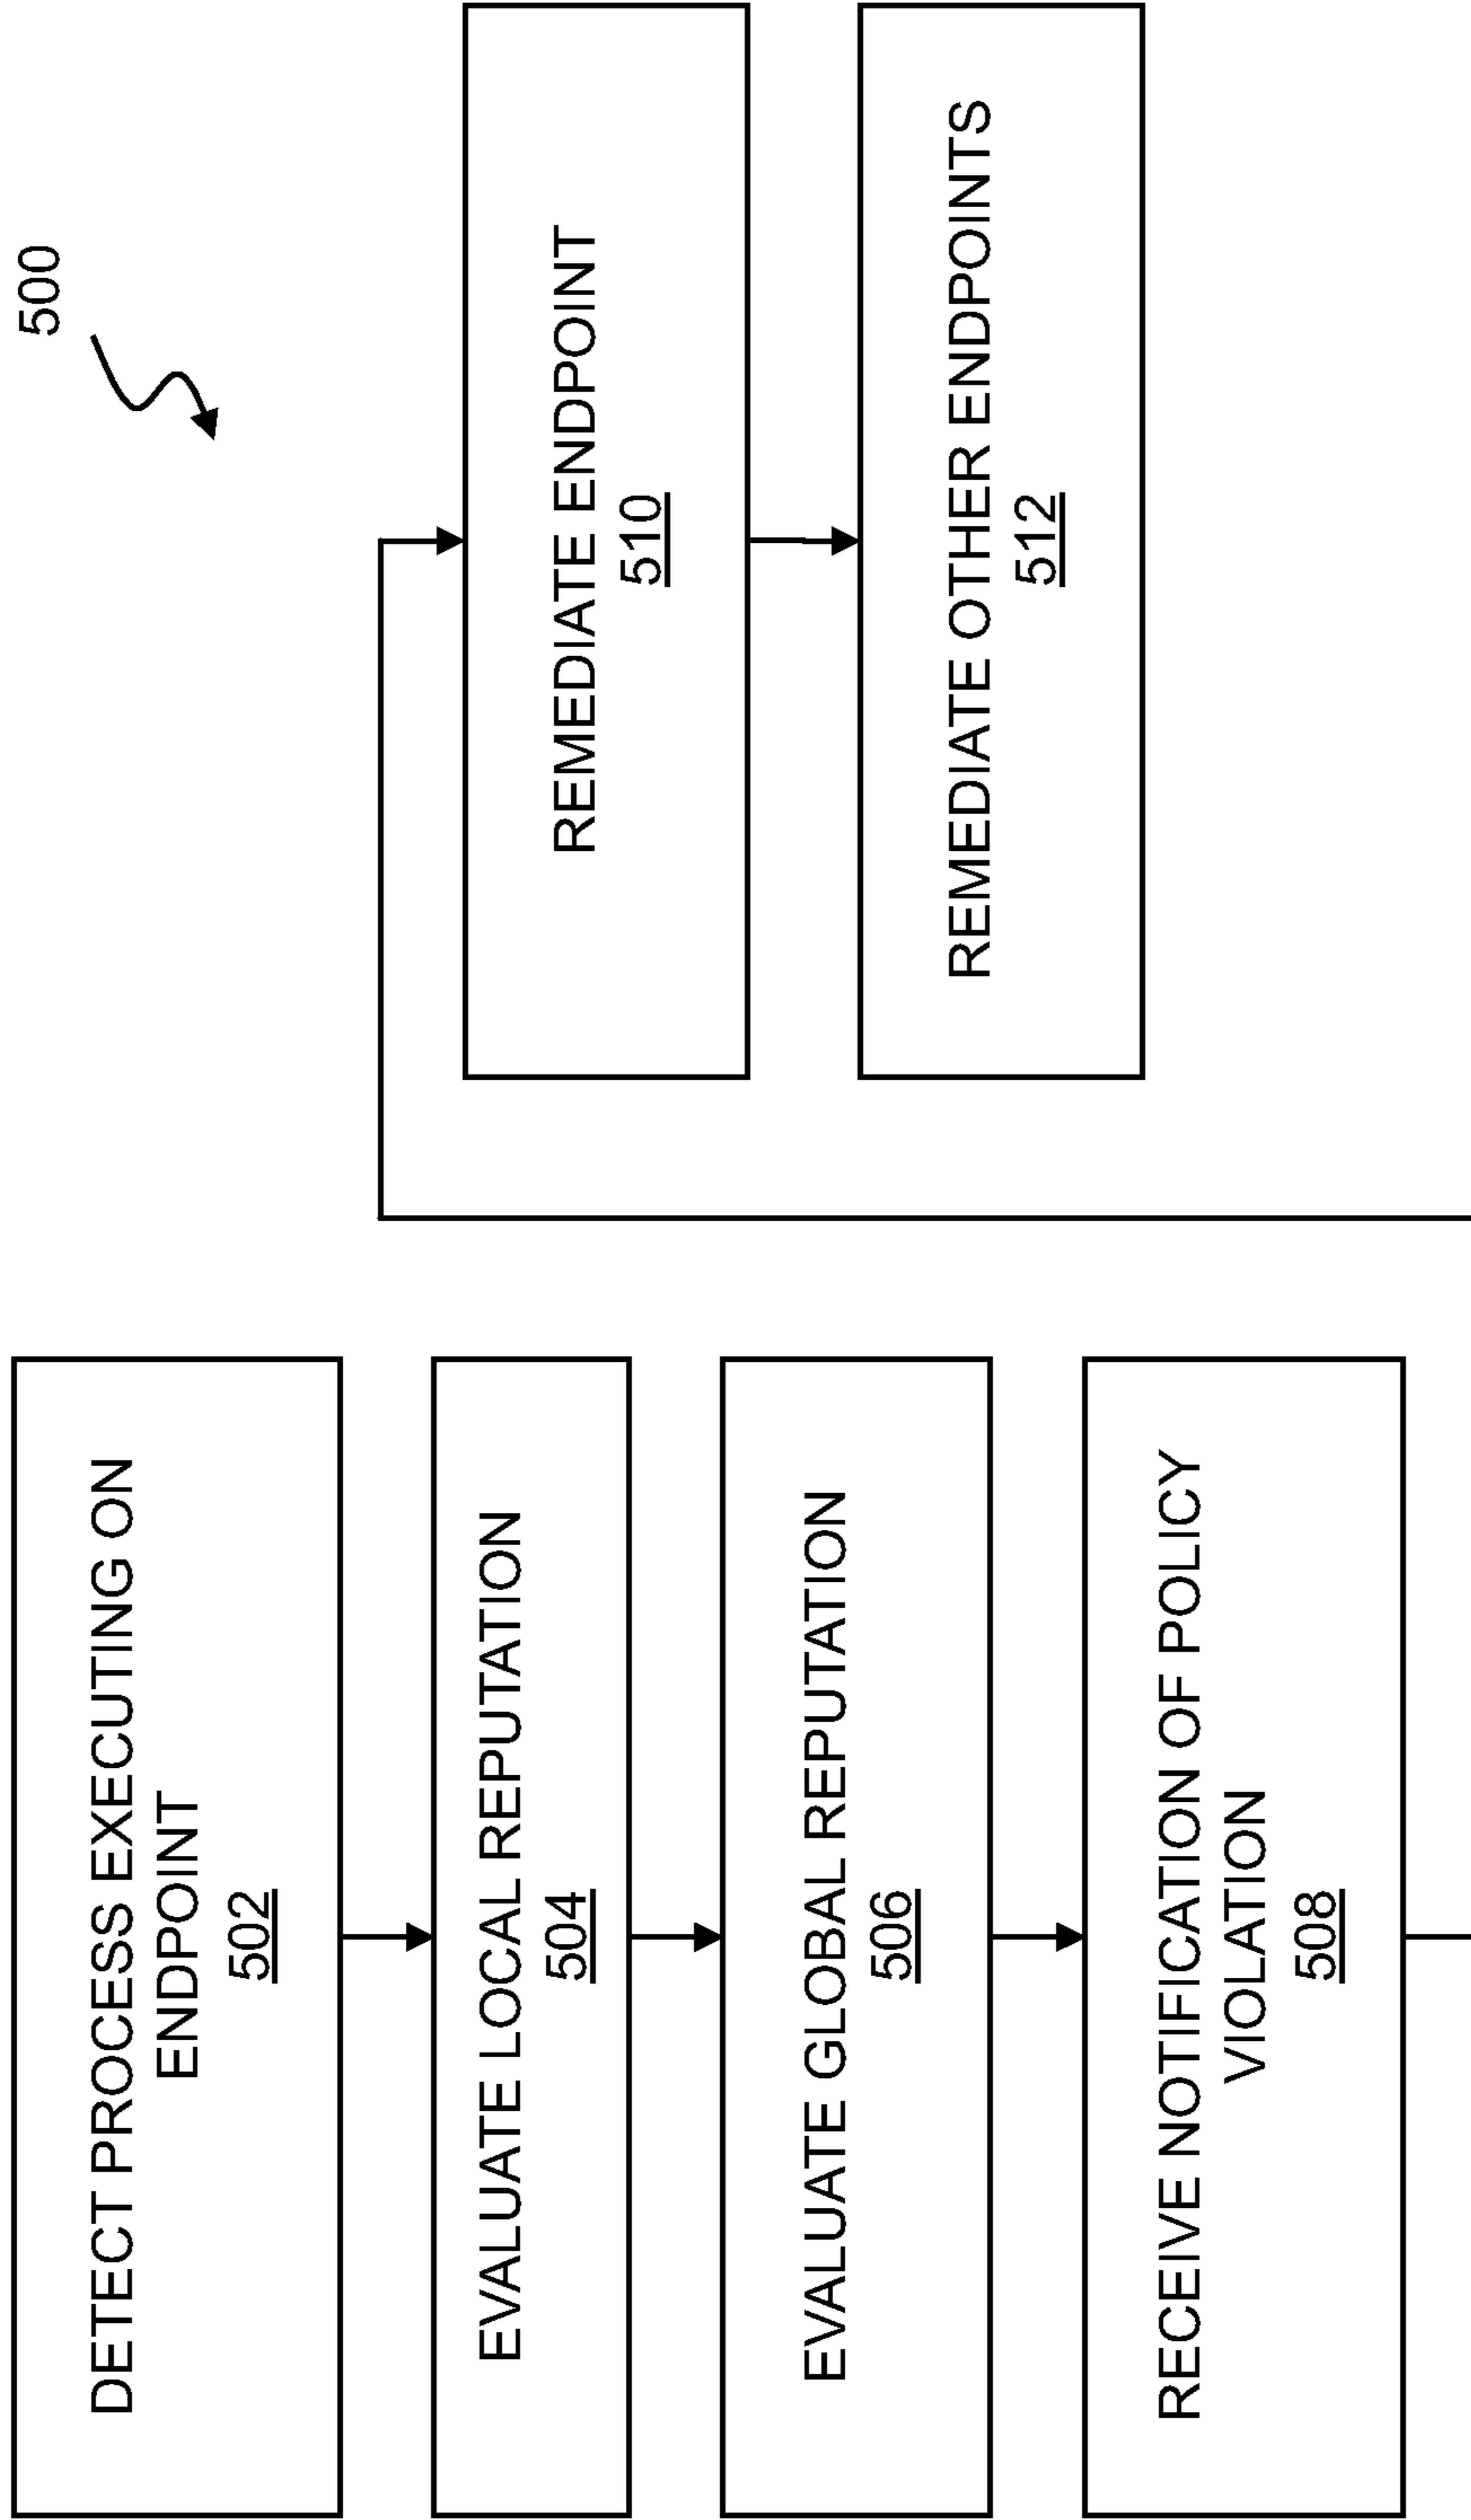 500
DETECT PROCESS EXECUTING ON
ENDPOINT
502
EVALUATE LOCAL REPUTATION
504
EVALUATE GLOBAL REPUTATION
506
RECEIVE NOTIFICATION OF POLICY
VIOLATION
508
REMEDIATE ENDPOINT
510
REMEDIATE OTHER ENDPOINTS
512